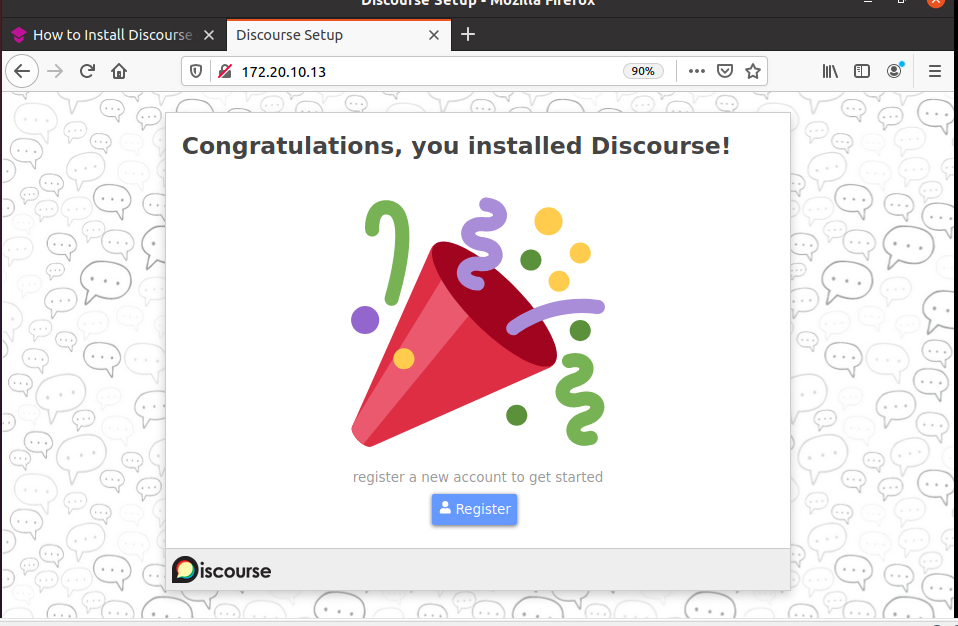 Discourse Setup - Mozilla Firefox
How to Install Discourse
Discourse Setup
172.20.10.13
90%
Congratulations, you installed Discourse!
register a new account to get started
Register
Discourse